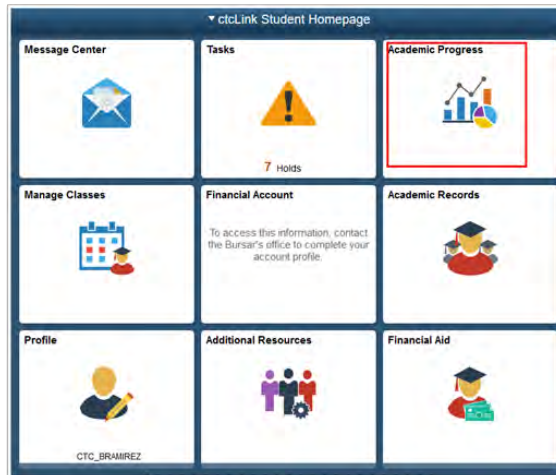 ctcLink Student Homepage
Message Center
Tasks
Academic Progress
7 Holds
Manage Classes
Financial Account
Academic Records
To access this information, contact
the Bursar's office to complete your
account profile.
Profile
Additional Resources
Financial Aid
CTC_BRAMIREZ